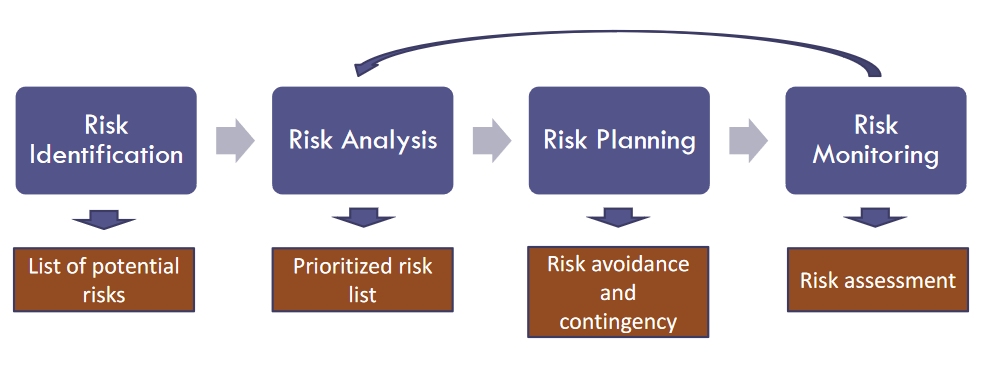 Risk
Identification
Risk Analysis
Risk Planning
Risk
Monitoring
List of potential
risks
Prioritized risk
list
Risk avoidance
and
contingency
Risk assessment